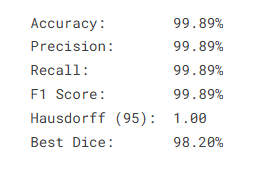 Accuracy: 99.89%
Precision: 99.89%
Recall: 99.89%
F1 Score: 99.89%
Hausdorff (95): 1.00
Best Dice: 98.20%